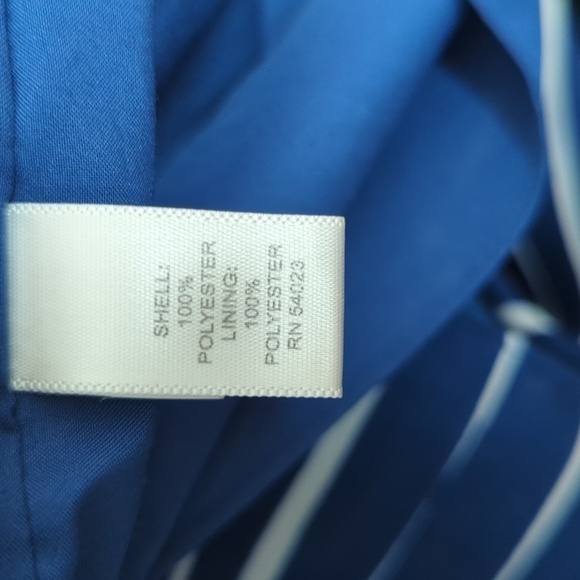 SHELL:
100%
POLYESTER
LINING:
100%
POLYESTER
RN 54023